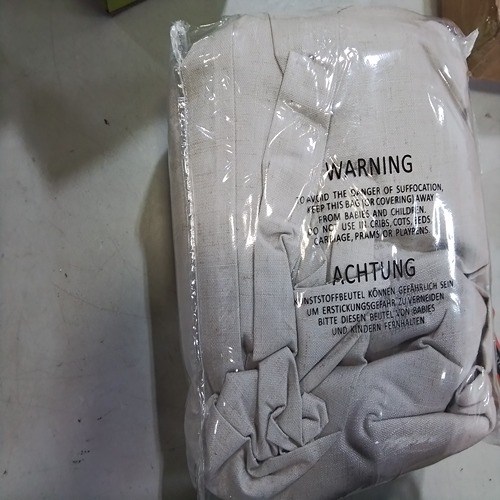 WARNING
TO AVOID THE DANGER OF SUFFOCATION,
KEEP THIS BAG (OR COVERING) AWAY
FROM BABIES AND CHILDREN.
DO NOT USE IN CRIBS, COTS, BEDS
CARRIAGE, PRAMS OR PLAYPENS.
ACHTUNG
KUNSTSTOFFBEUTEL KÖNNEN GEFÄHRLICH SEIN
UM ERSTICKUNGSGEFAHR ZU VERMEIDEN
BITTE DIESEN BEUTEL VON BABIES
UND KINDERN FERNHALTEN.